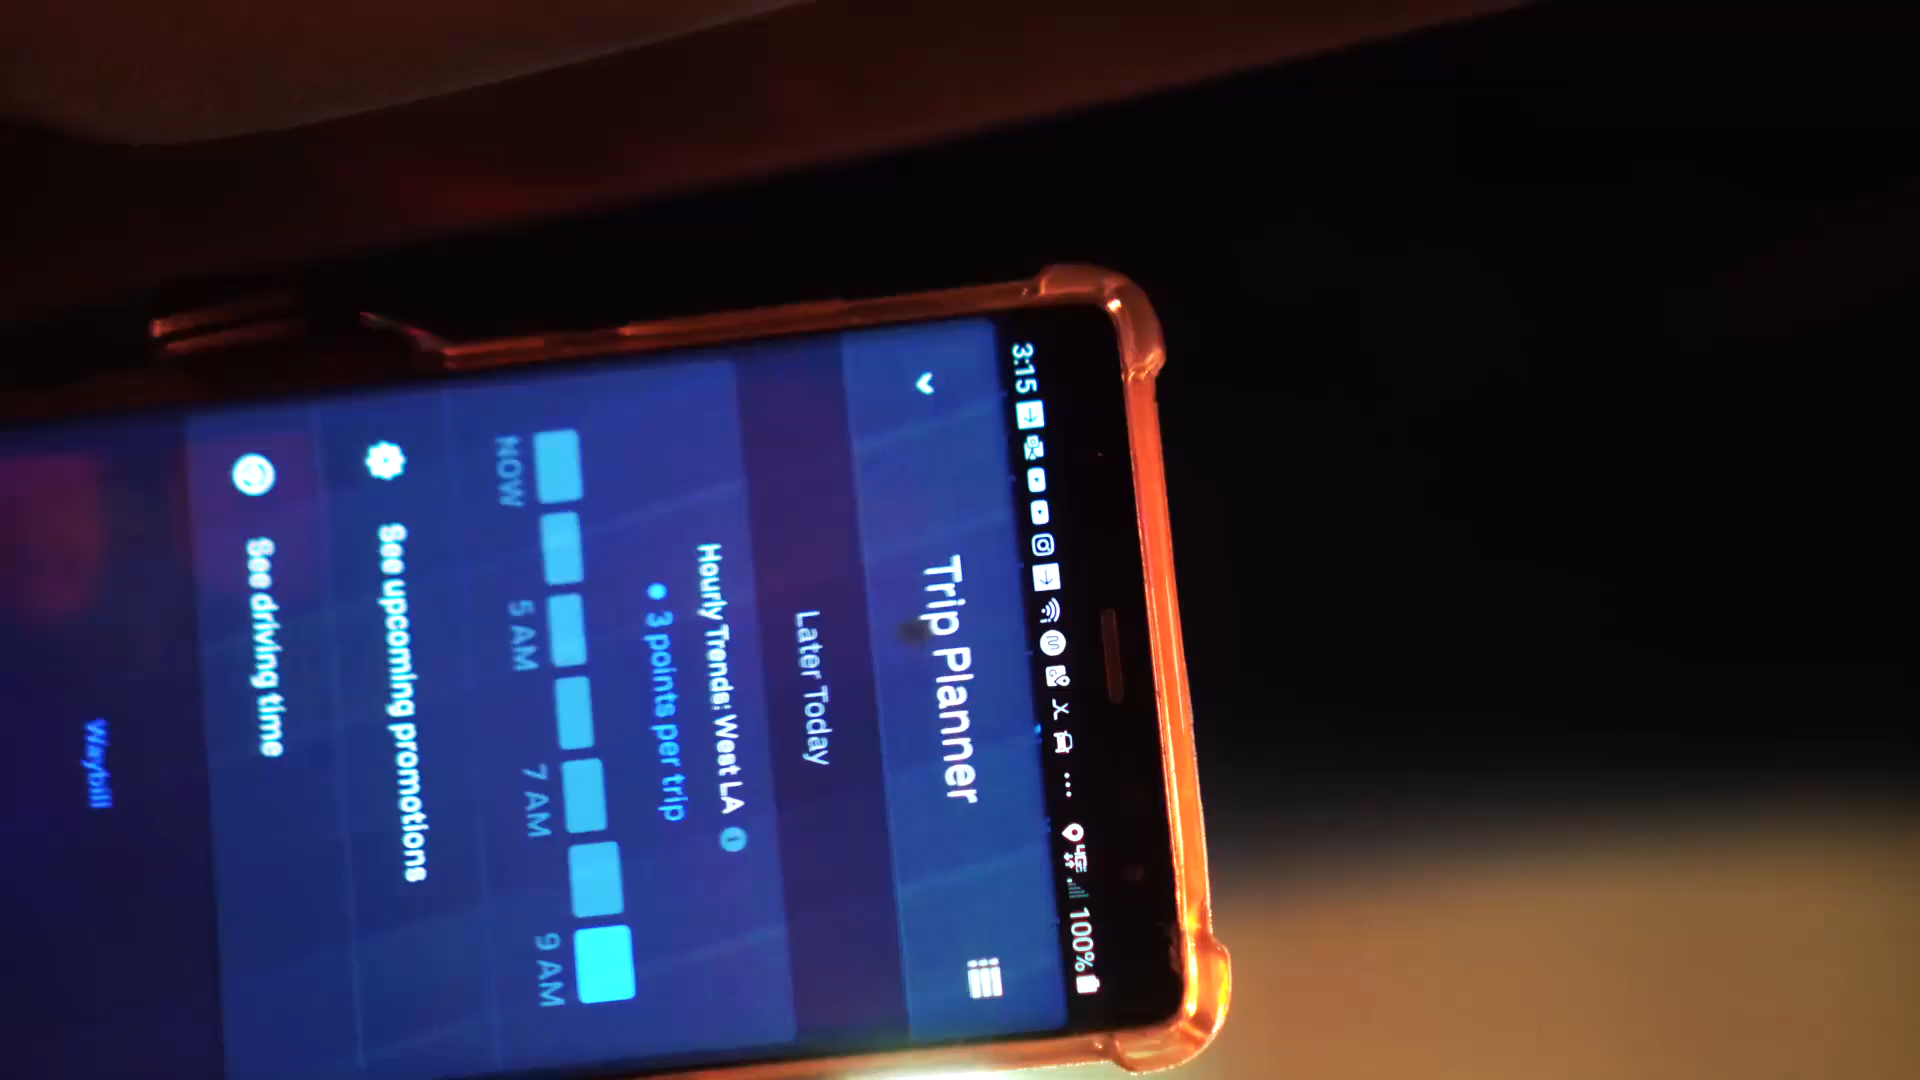 3:15 100%
Trip Planner
Later Today
Hourly Trends: West LA
3 points per trip
NOW 5 AM 7 AM 9 AM
See upcoming promotions
See driving time
Waybill